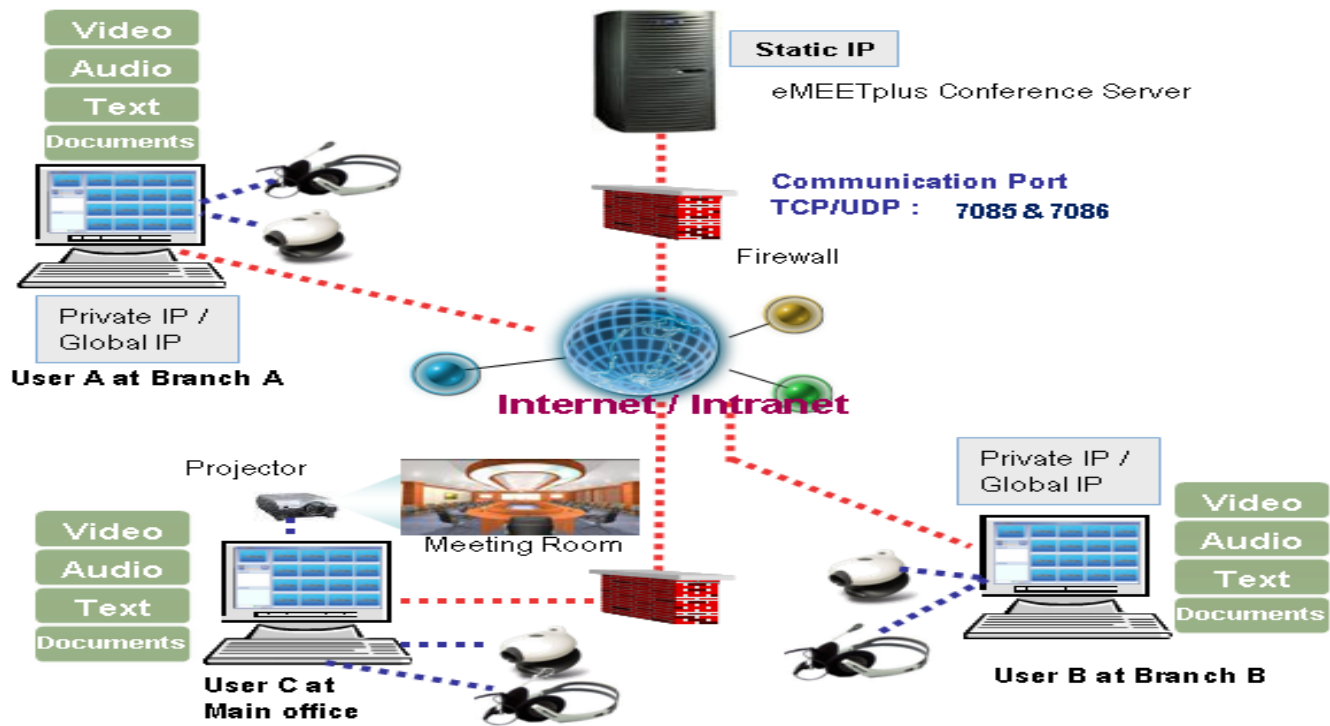 Video
Audio
Text
Documents
Private IP /
Global IP
User A at Branch A
Static IP
eMEETplus Conference Server
Communication Port
TCP/UDP : 7085 & 7086
Firewall
Internet / Intranet
Projector
Meeting Room
Video
Audio
Text
Documents
User C at
Main office
Private IP /
Global IP
Video
Audio
Text
Documents
User B at Branch B